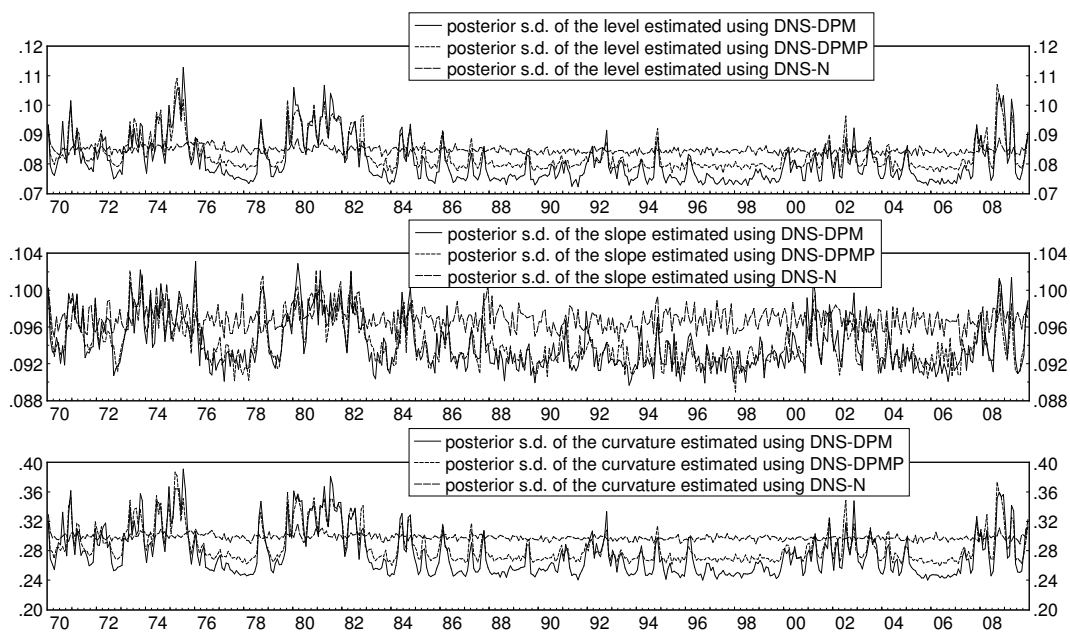 posterior s.d. of the level estimated using DNS-DPM
posterior s.d. of the level estimated using DNS-DPMP
posterior s.d. of the level estimated using DNS-N
.12 .12
.11 .11
.10 .10
.09 .09
.08 .08
.07 .07
70 72 74 76 78 80 82 84 86 88 90 92 94 96 98 00 02 04 06 08
posterior s.d. of the slope estimated using DNS-DPM
posterior s.d. of the slope estimated using DNS-DPMP
posterior s.d. of the slope estimated using DNS-N
.104 .104
.100 .100
.096 .096
.092 .092
.088 .088
70 72 74 76 78 80 82 84 86 88 90 92 94 96 98 00 02 04 06 08
posterior s.d. of the curvature estimated using DNS-DPM
posterior s.d. of the curvature estimated using DNS-DPMP
posterior s.d. of the curvature estimated using DNS-N
.40 .40
.36 .36
.32 .32
.28 .28
.24 .24
.20 .20
70 72 74 76 78 80 82 84 86 88 90 92 94 96 98 00 02 04 06 08